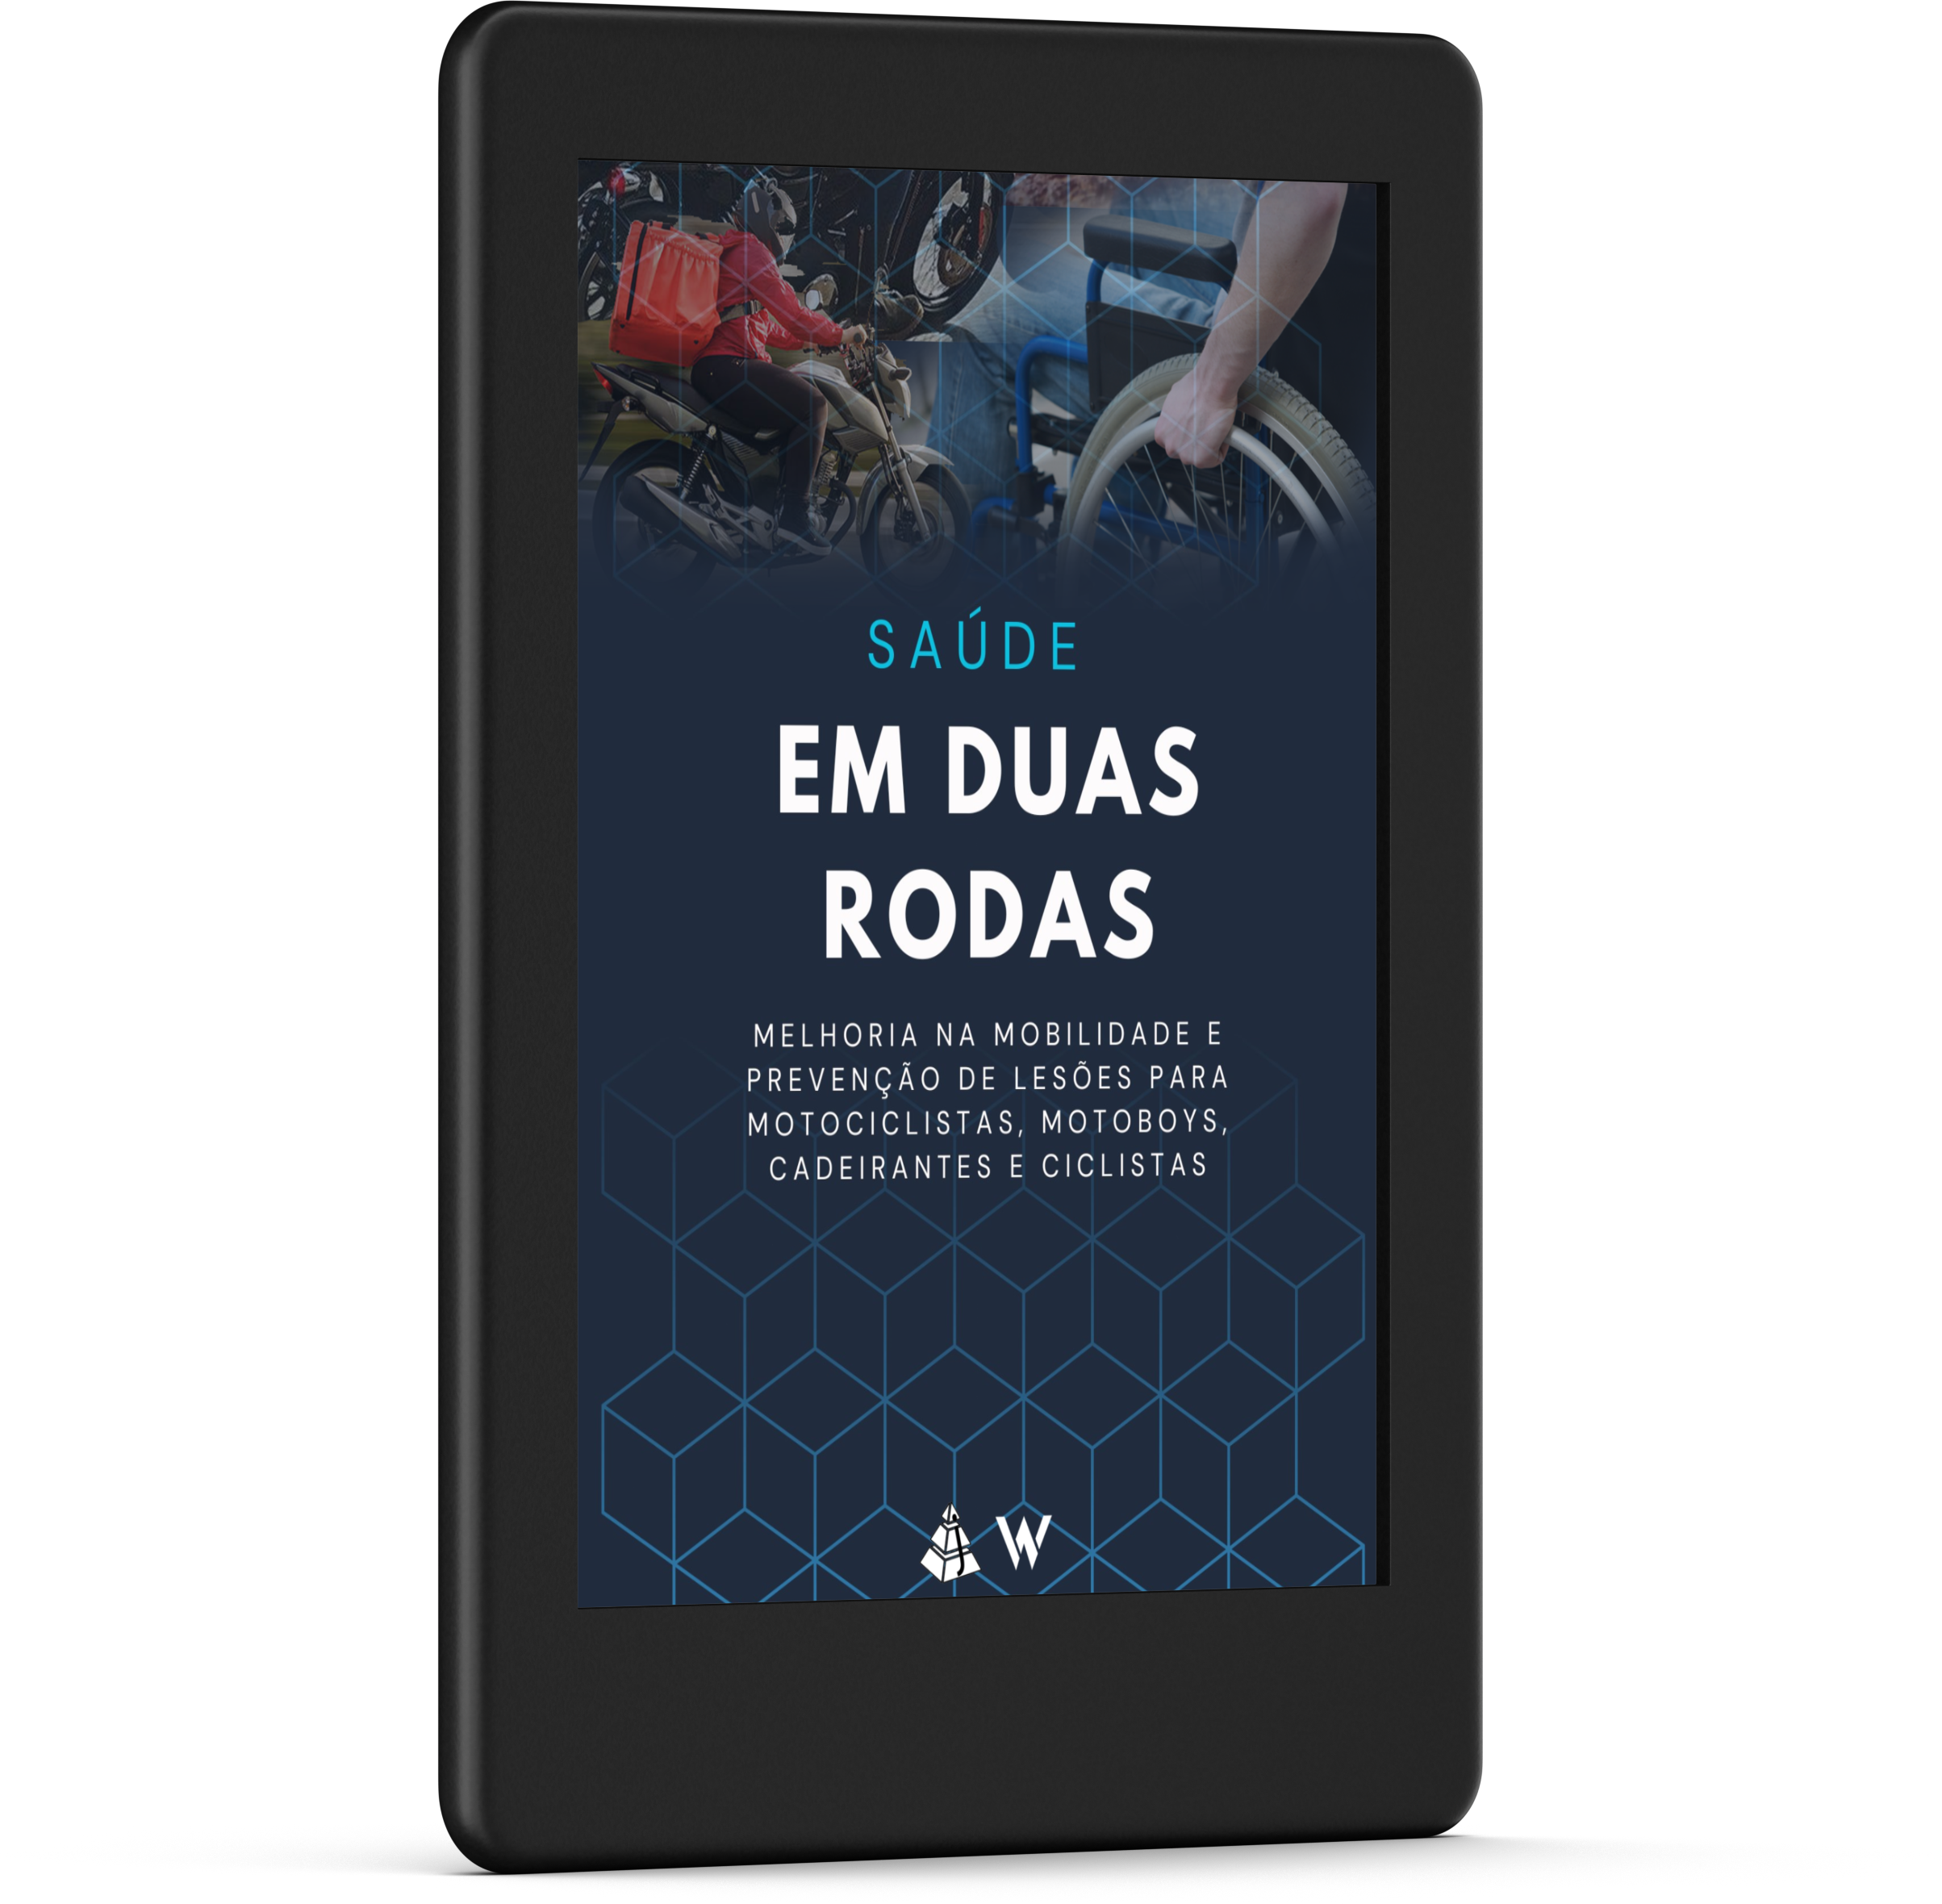 SAÚDE
EM DUAS
RODAS
MELHORIA NA MOBILIDADE E
PREVENÇÃO DE LESÕES PARA
MOTOCICLISTAS, MOTOBOYS,
CADEIRANTES E CICLISTAS
J W